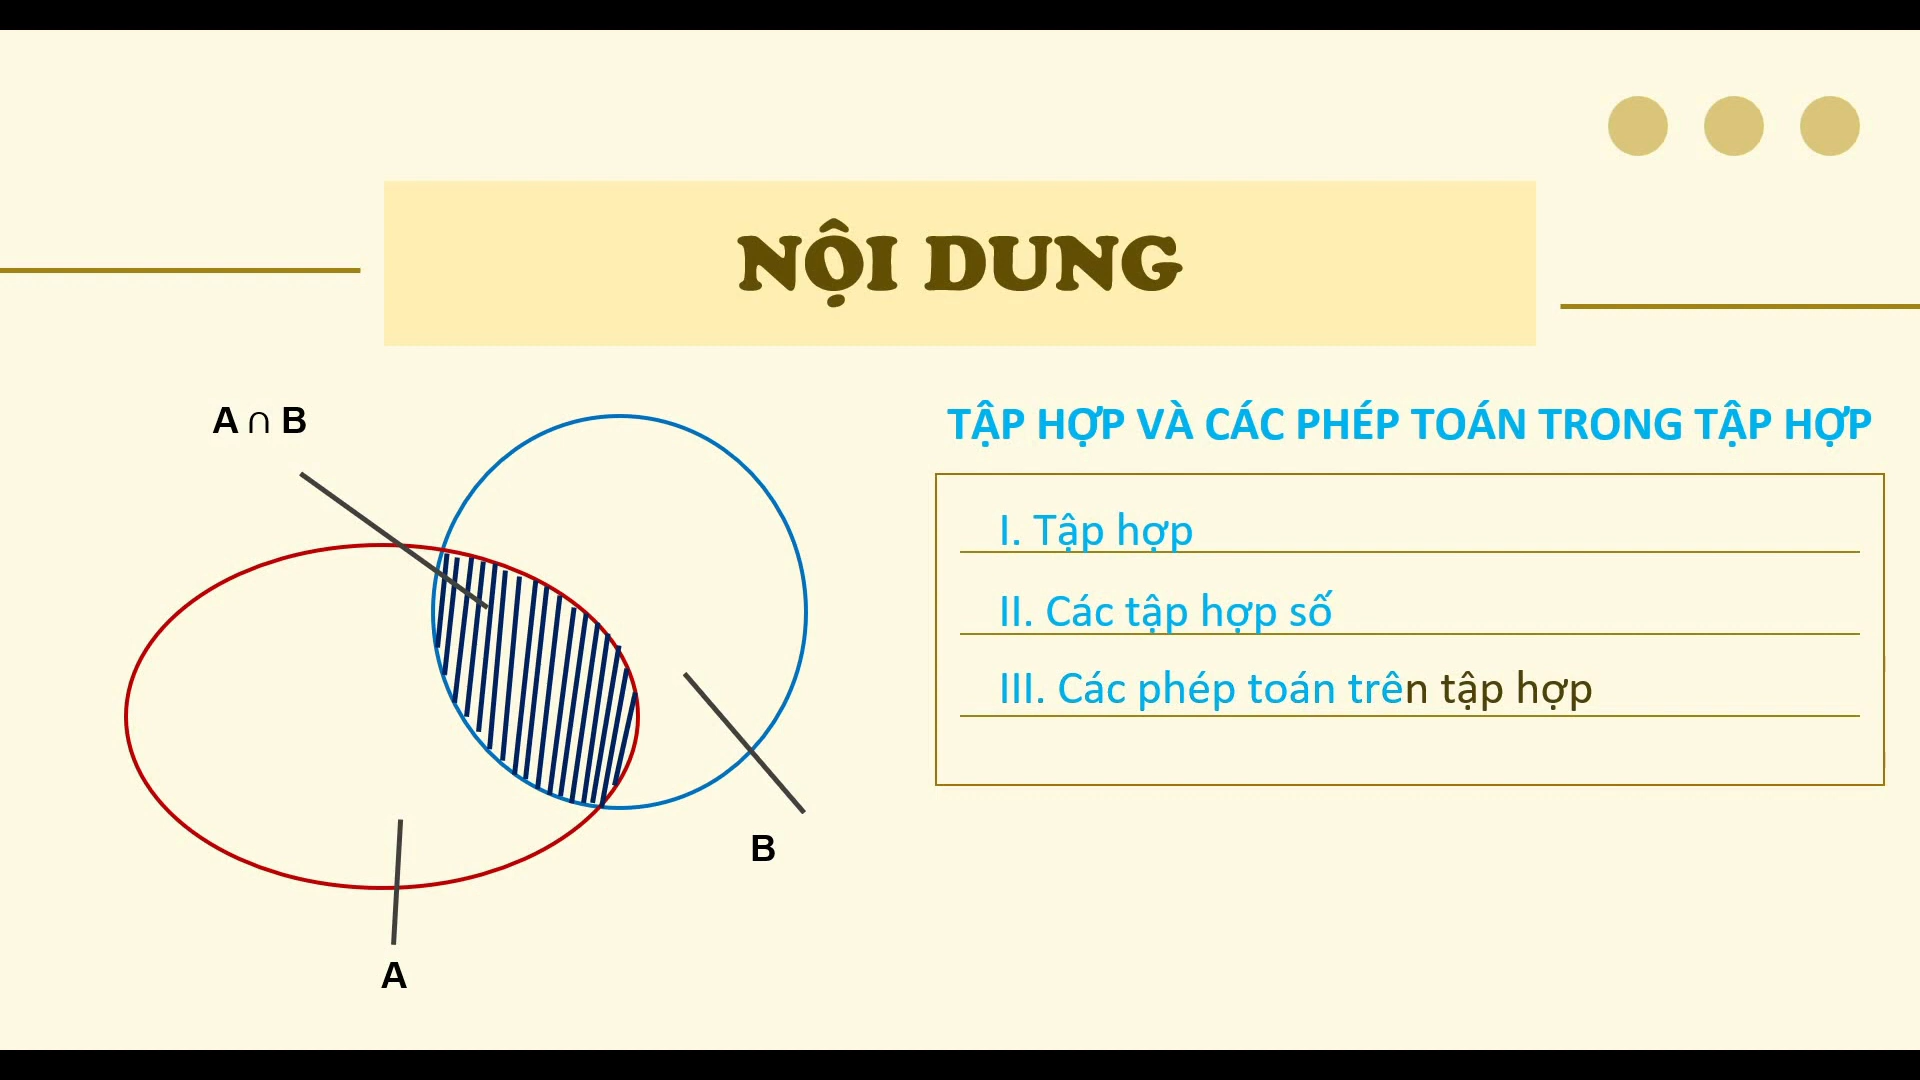 NỘI DUNG
A ∩ B
B
A
TẬP HỢP VÀ CÁC PHÉP TOÁN TRONG TẬP HỢP
I. Tập hợp
II. Các tập hợp số
III. Các phép toán trên tập hợp